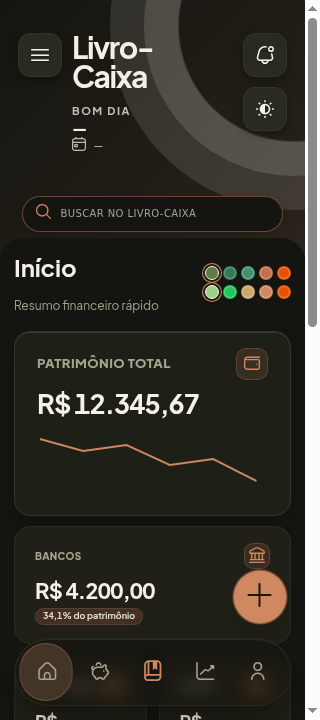 Livro-
Caixa
BOM DIA
—
—
BUSCAR NO LIVRO-CAIXA
Início
Resumo financeiro rápido
PATRIMÔNIO TOTAL
R$ 12.345,67
BANCOS
R$ 4.200,00
34,1% do patrimônio
R$
R$